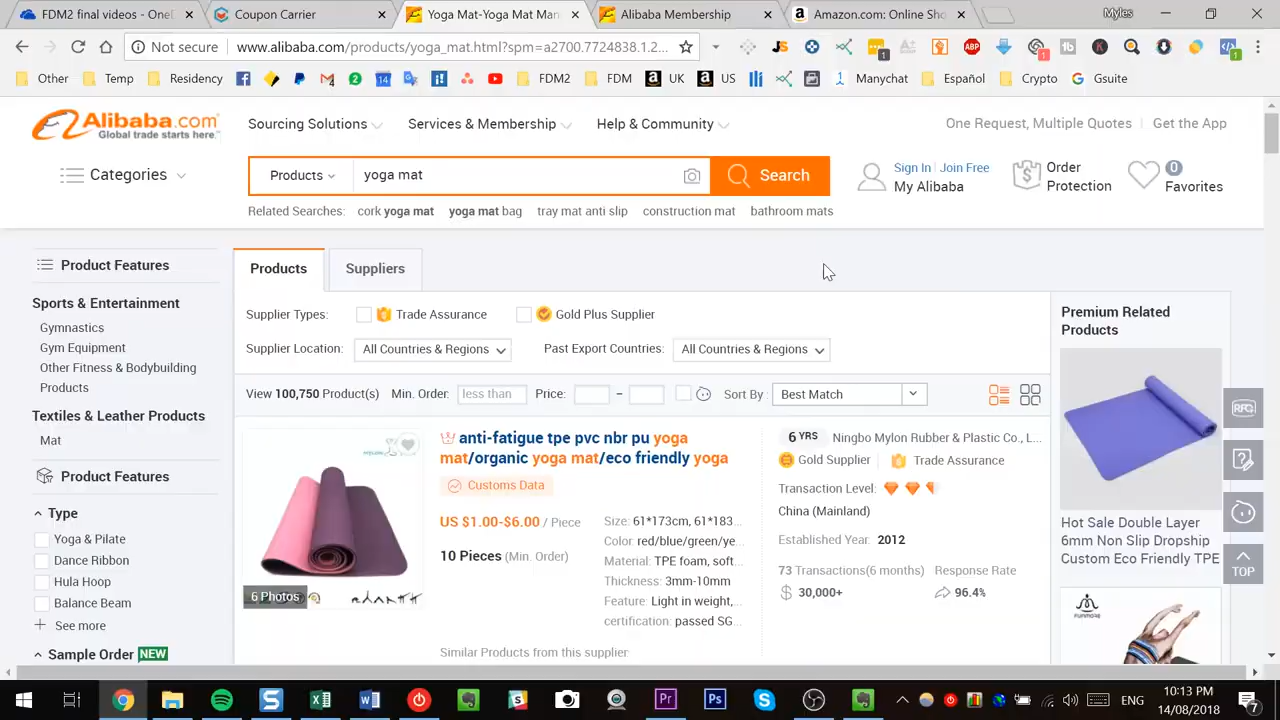 FDM2 final videos - OneD
Coupon Carrier
Yoga Mat-Yoga Mat Man
Alibaba Membership
Amazon.com: Online Sho
Myles
Not secure
www.alibaba.com/products/yoga_mat.html?spm=a2700.7724838.1.2...
Other
Temp
Residency
14
FDM2
FDM
UK
US
Manychat
Español
Crypto
Gsuite
Alibaba.com
Global trade starts here.
Sourcing Solutions
Services & Membership
Help & Community
One Request, Multiple Quotes
Get the App
Categories
Products
yoga mat
Search
Sign In
Join Free
My Alibaba
Order
Protection
0
Favorites
Related Searches:
cork yoga mat
yoga mat bag
tray mat anti slip
construction mat
bathroom mats
Product Features
Sports & Entertainment
Gymnastics
Gym Equipment
Other Fitness & Bodybuilding
Products
Textiles & Leather Products
Mat
Product Features
Type
Yoga & Pilate
Dance Ribbon
Hula Hoop
Balance Beam
See more
Sample Order NEW
Products
Suppliers
Supplier Types:
Trade Assurance
Gold Plus Supplier
Supplier Location:
All Countries & Regions
Past Export Countries:
All Countries & Regions
View 100,750 Product(s)
Min. Order:
less than
Price:
–
Sort By :
Best Match
6 Photos
anti-fatigue tpe pvc nbr pu yoga
mat/organic yoga mat/eco friendly yoga
Customs Data
US $1.00-$6.00 / Piece
10 Pieces (Min. Order)
Size: 61*173cm, 61*183...
Color: red/blue/green/ye...
Material: TPE foam, soft...
Thickness: 3mm-10mm
Feature: Light in weight,...
certification: passed SG...
Similar Products from this supplier
6 YRS
Ningbo Mylon Rubber & Plastic Co., L...
Gold Supplier
Trade Assurance
Transaction Level:
China (Mainland)
Established Year: 2012
73 Transactions(6 months)
Response Rate
30,000+
96.4%
Premium Related
Products
Hot Sale Double Layer
6mm Non Slip Dropship
Custom Eco Friendly TPE
RFQ
TOP
ENG
10:13 PM
14/08/2018
7